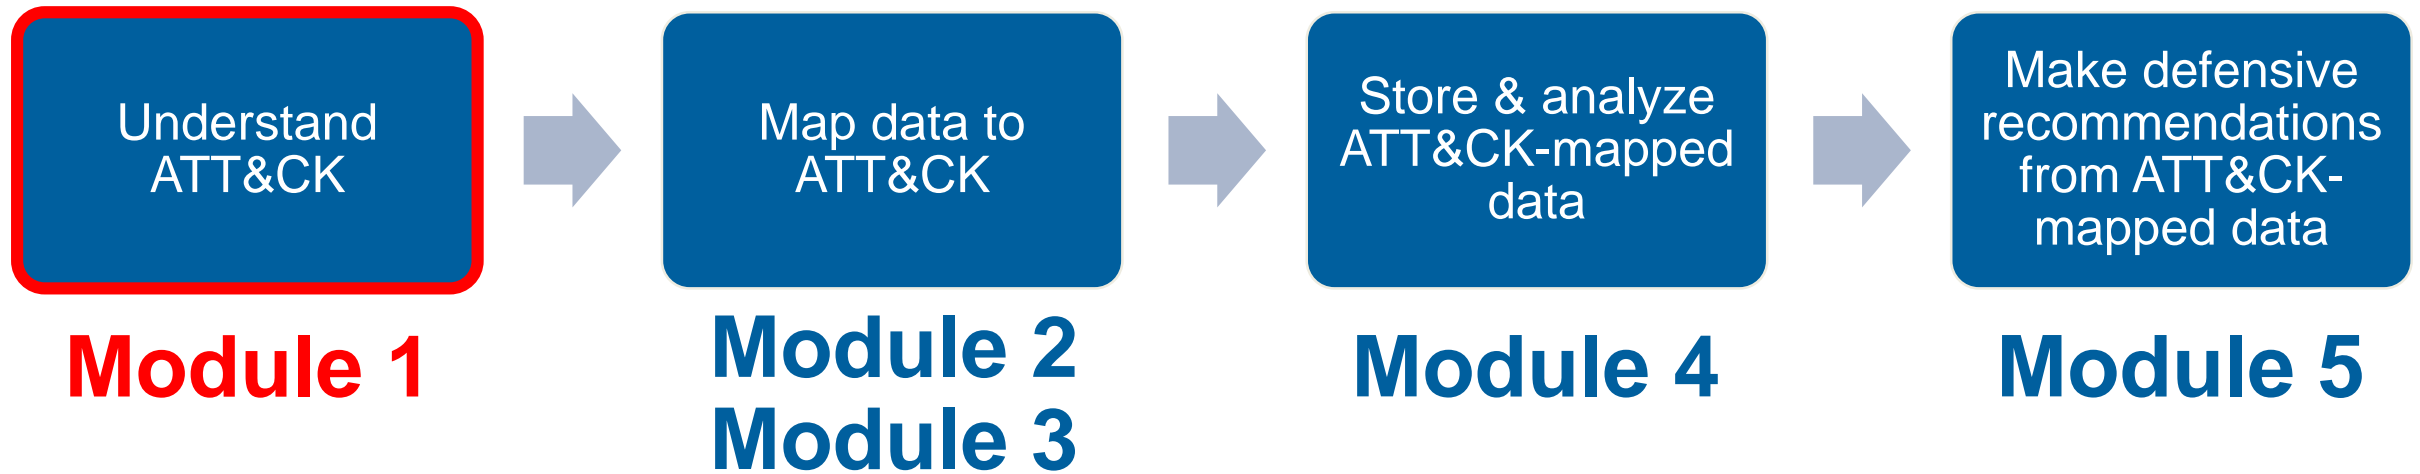 Understand
ATT&CK
Module 1
Map data to
ATT&CK
Module 2
Module 3
Store & analyze
ATT&CK-mapped
data
Module 4
Make defensive
recommendations
from ATT&CK-
mapped data
Module 5